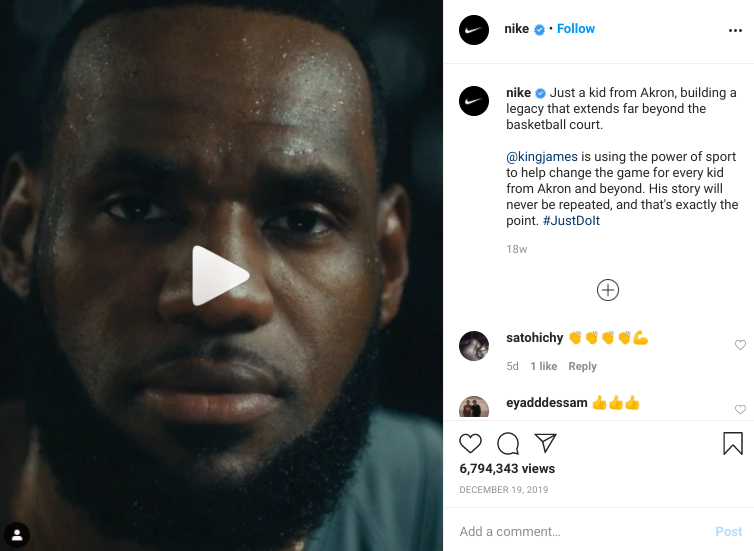 nike • Follow
nike Just a kid from Akron, building a
legacy that extends far beyond the
basketball court.
@kingjames is using the power of sport
to help change the game for every kid
from Akron and beyond. His story will
never be repeated, and that's exactly the
point. #JustDoIt
18w
satohichy 👏👏👏👏💪
5d 1 like Reply
eyadddessam 👍👍👍
6,794,343 views
DECEMBER 19, 2019
Add a comment... Post